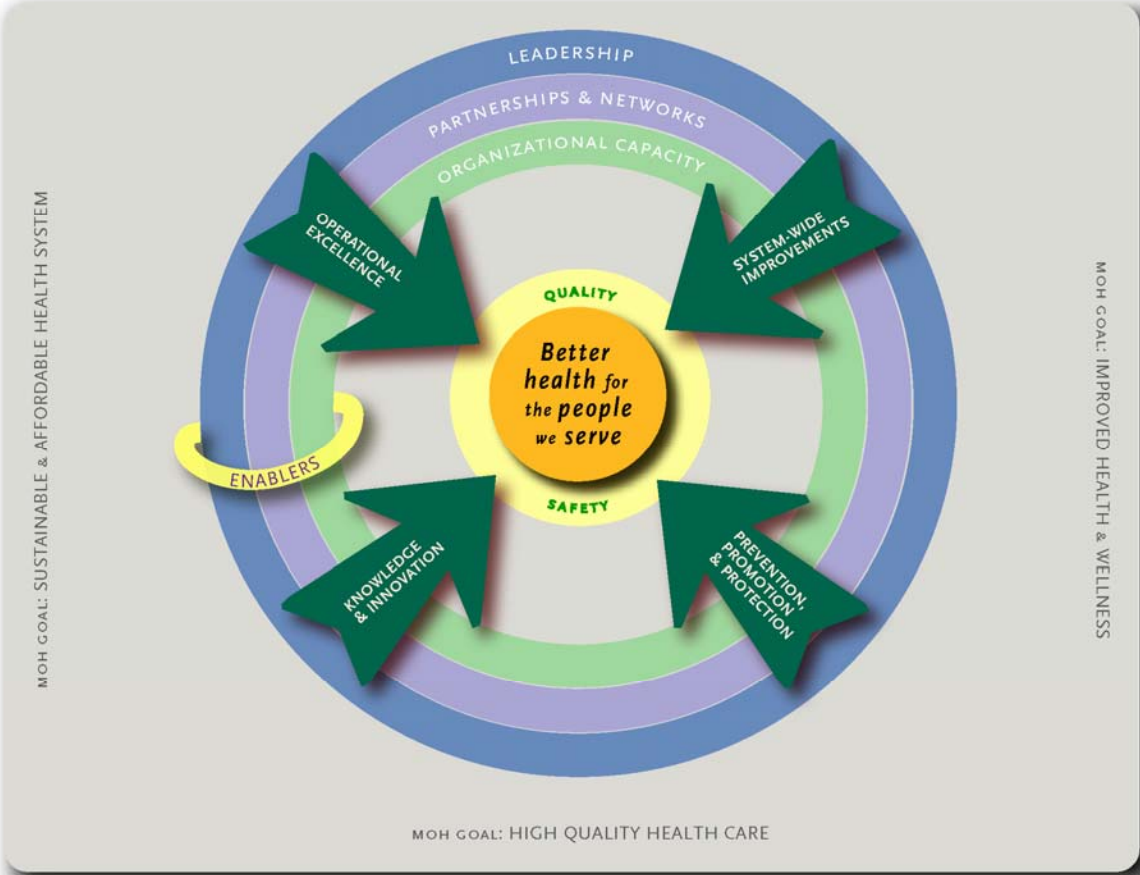 LEADERSHIP
PARTNERSHIPS & NETWORKS
ORGANIZATIONAL CAPACITY
OPERATIONAL
EXCELLENCE
SYSTEM-WIDE
IMPROVEMENTS
QUALITY
Better
health for
the people
we serve
SAFETY
ENABLERS
KNOWLEDGE
& INNOVATION
PREVENTION,
PROMOTION
& PROTECTION
MOH GOAL: SUSTAINABLE & AFFORDABLE HEALTH SYSTEM
MOH GOAL: IMPROVED HEALTH & WELLNESS
MOH GOAL: HIGH QUALITY HEALTH CARE